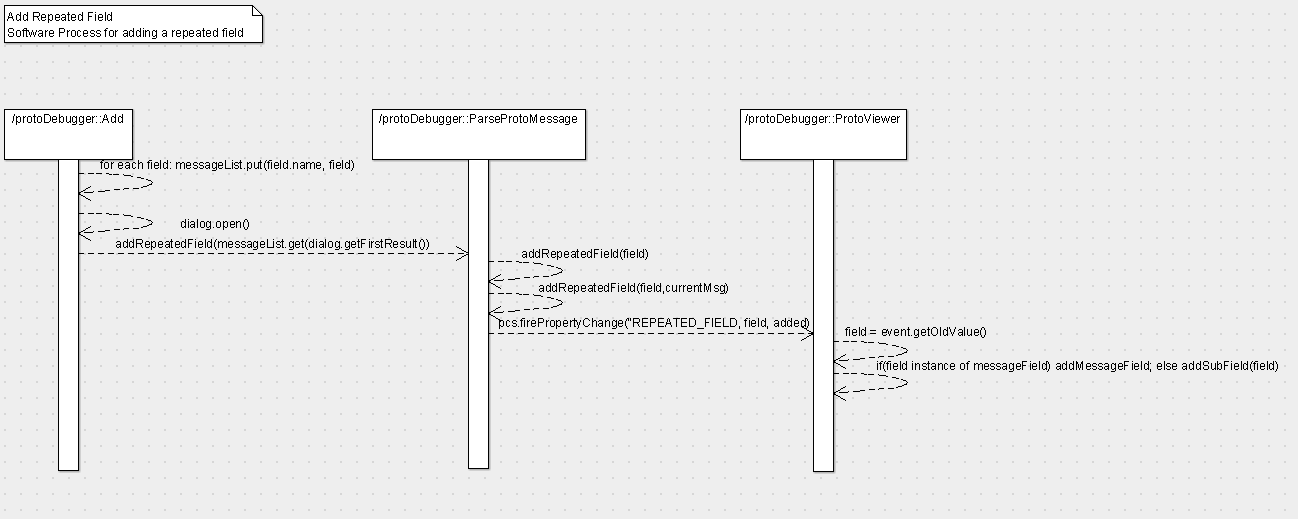 Add Repeated Field
Software Process for adding a repeated field
/protoDebugger::Add
/protoDebugger::ParseProtoMessage
/protoDebugger::ProtoViewer
for each field: messageList.put(field.name, field)
dialog.open()
addRepeatedField(messageList.get(dialog.getFirstResult())
addRepeatedField(field)
addRepeatedField(field,currentMsg)
pcs.firePropertyChange("REPEATED_FIELD, field, added)
field = event.getOldValue()
if(field instance of messageField) addMessageField; else addSubField(field)